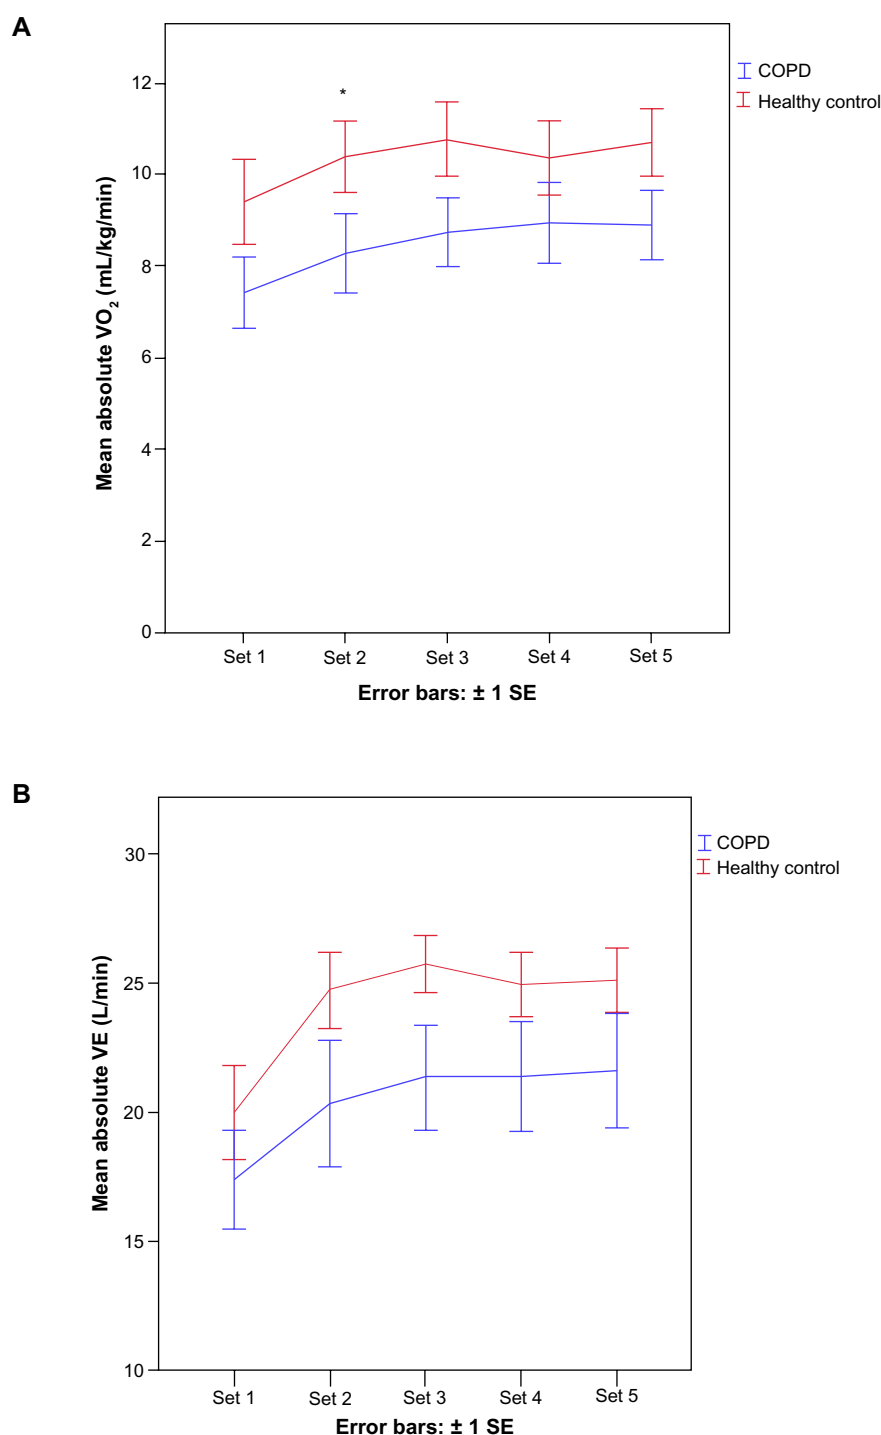 A
12
10
8
6
4
2
0
Mean absolute VO2 (mL/kg/min)
*
COPD
Healthy control
Set 1 Set 2 Set 3 Set 4 Set 5
Error bars: ± 1 SE
B
30
25
20
15
10
Mean absolute VE (L/min)
COPD
Healthy control
Set 1 Set 2 Set 3 Set 4 Set 5
Error bars: ± 1 SE